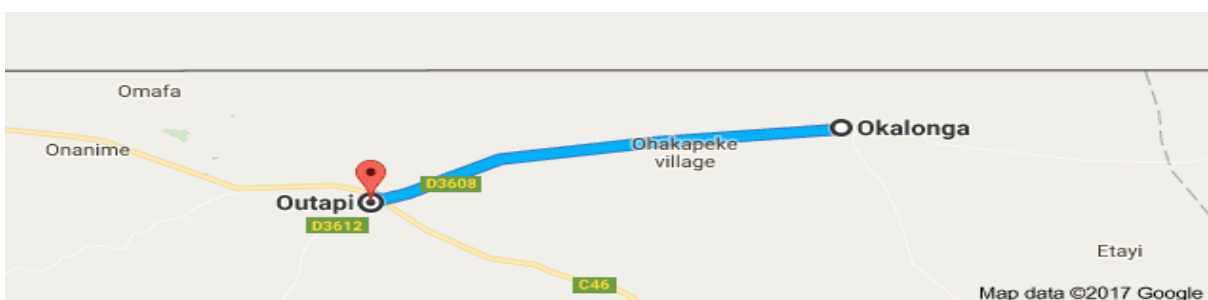 Omafa
Okalonga
Onanime
Ohakapeke
village
D3608
Outapi
D3612
Etayi
C46
Map data ©2017 Google